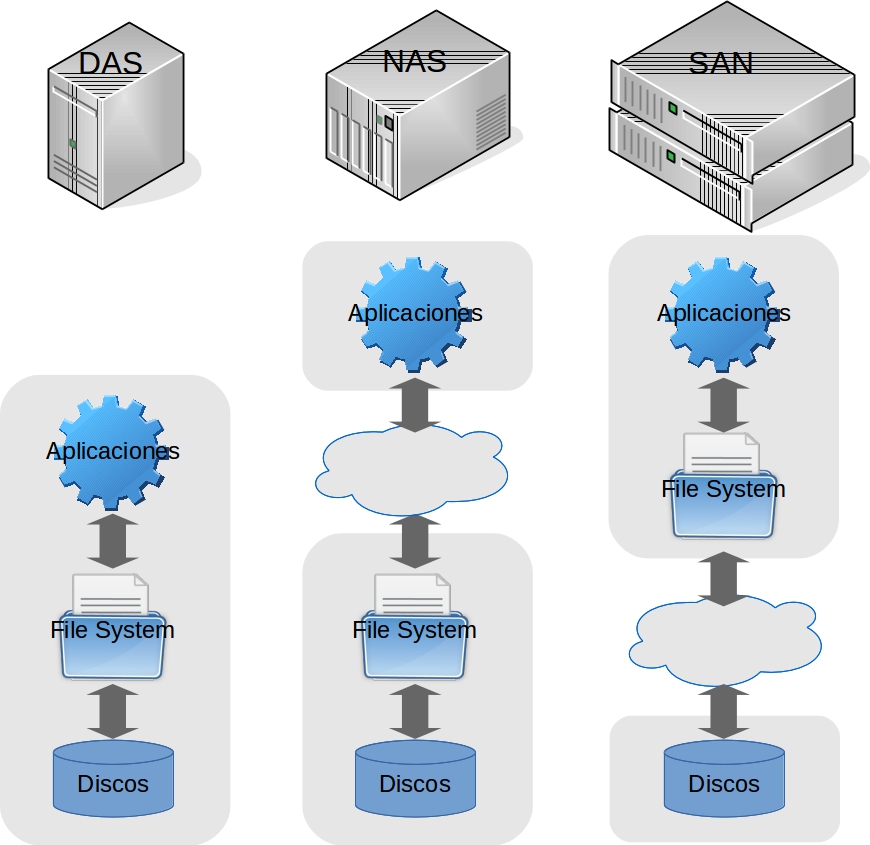 DAS
NAS
SAN
Aplicaciones
Aplicaciones
Aplicaciones
File System
File System
File System
Discos
Discos
Discos